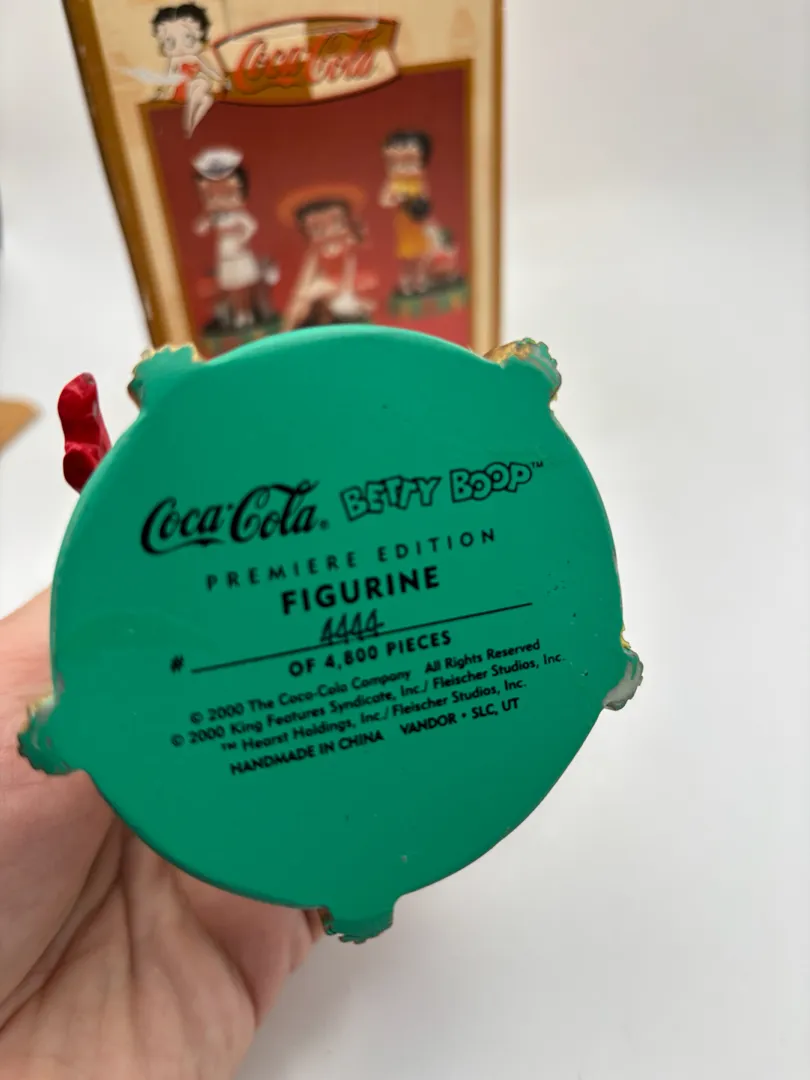 Coca-Cola
Coca-Cola® BETTY BOOP™
PREMIERE EDITION
FIGURINE
# 4444
OF 4,800 PIECES
© 2000 The Coca-Cola Company All Rights Reserved
© 2000 King Features Syndicate, Inc./ Fleischer Studios, Inc.
™ Hearst Holdings, Inc./ Fleischer Studios, Inc.
HANDMADE IN CHINA VANDOR • SLC, UT